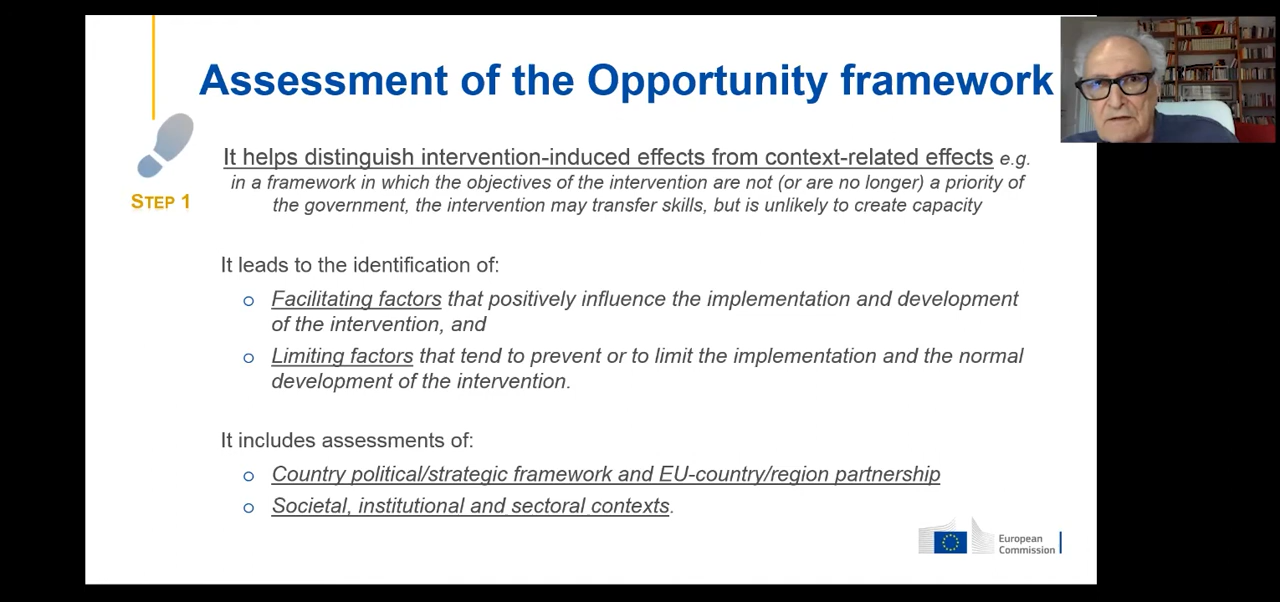 Assessment of the Opportunity framework
It helps distinguish intervention-induced effects from context-related effects e.g.
in a framework in which the objectives of the intervention are not (or are no longer) a priority of
the government, the intervention may transfer skills, but is unlikely to create capacity
STEP 1
It leads to the identification of:
o Facilitating factors that positively influence the implementation and development
of the intervention, and
o Limiting factors that tend to prevent or to limit the implementation and the normal
development of the intervention.
It includes assessments of:
o Country political/strategic framework and EU-country/region partnership
o Societal, institutional and sectoral contexts.
European
Commission